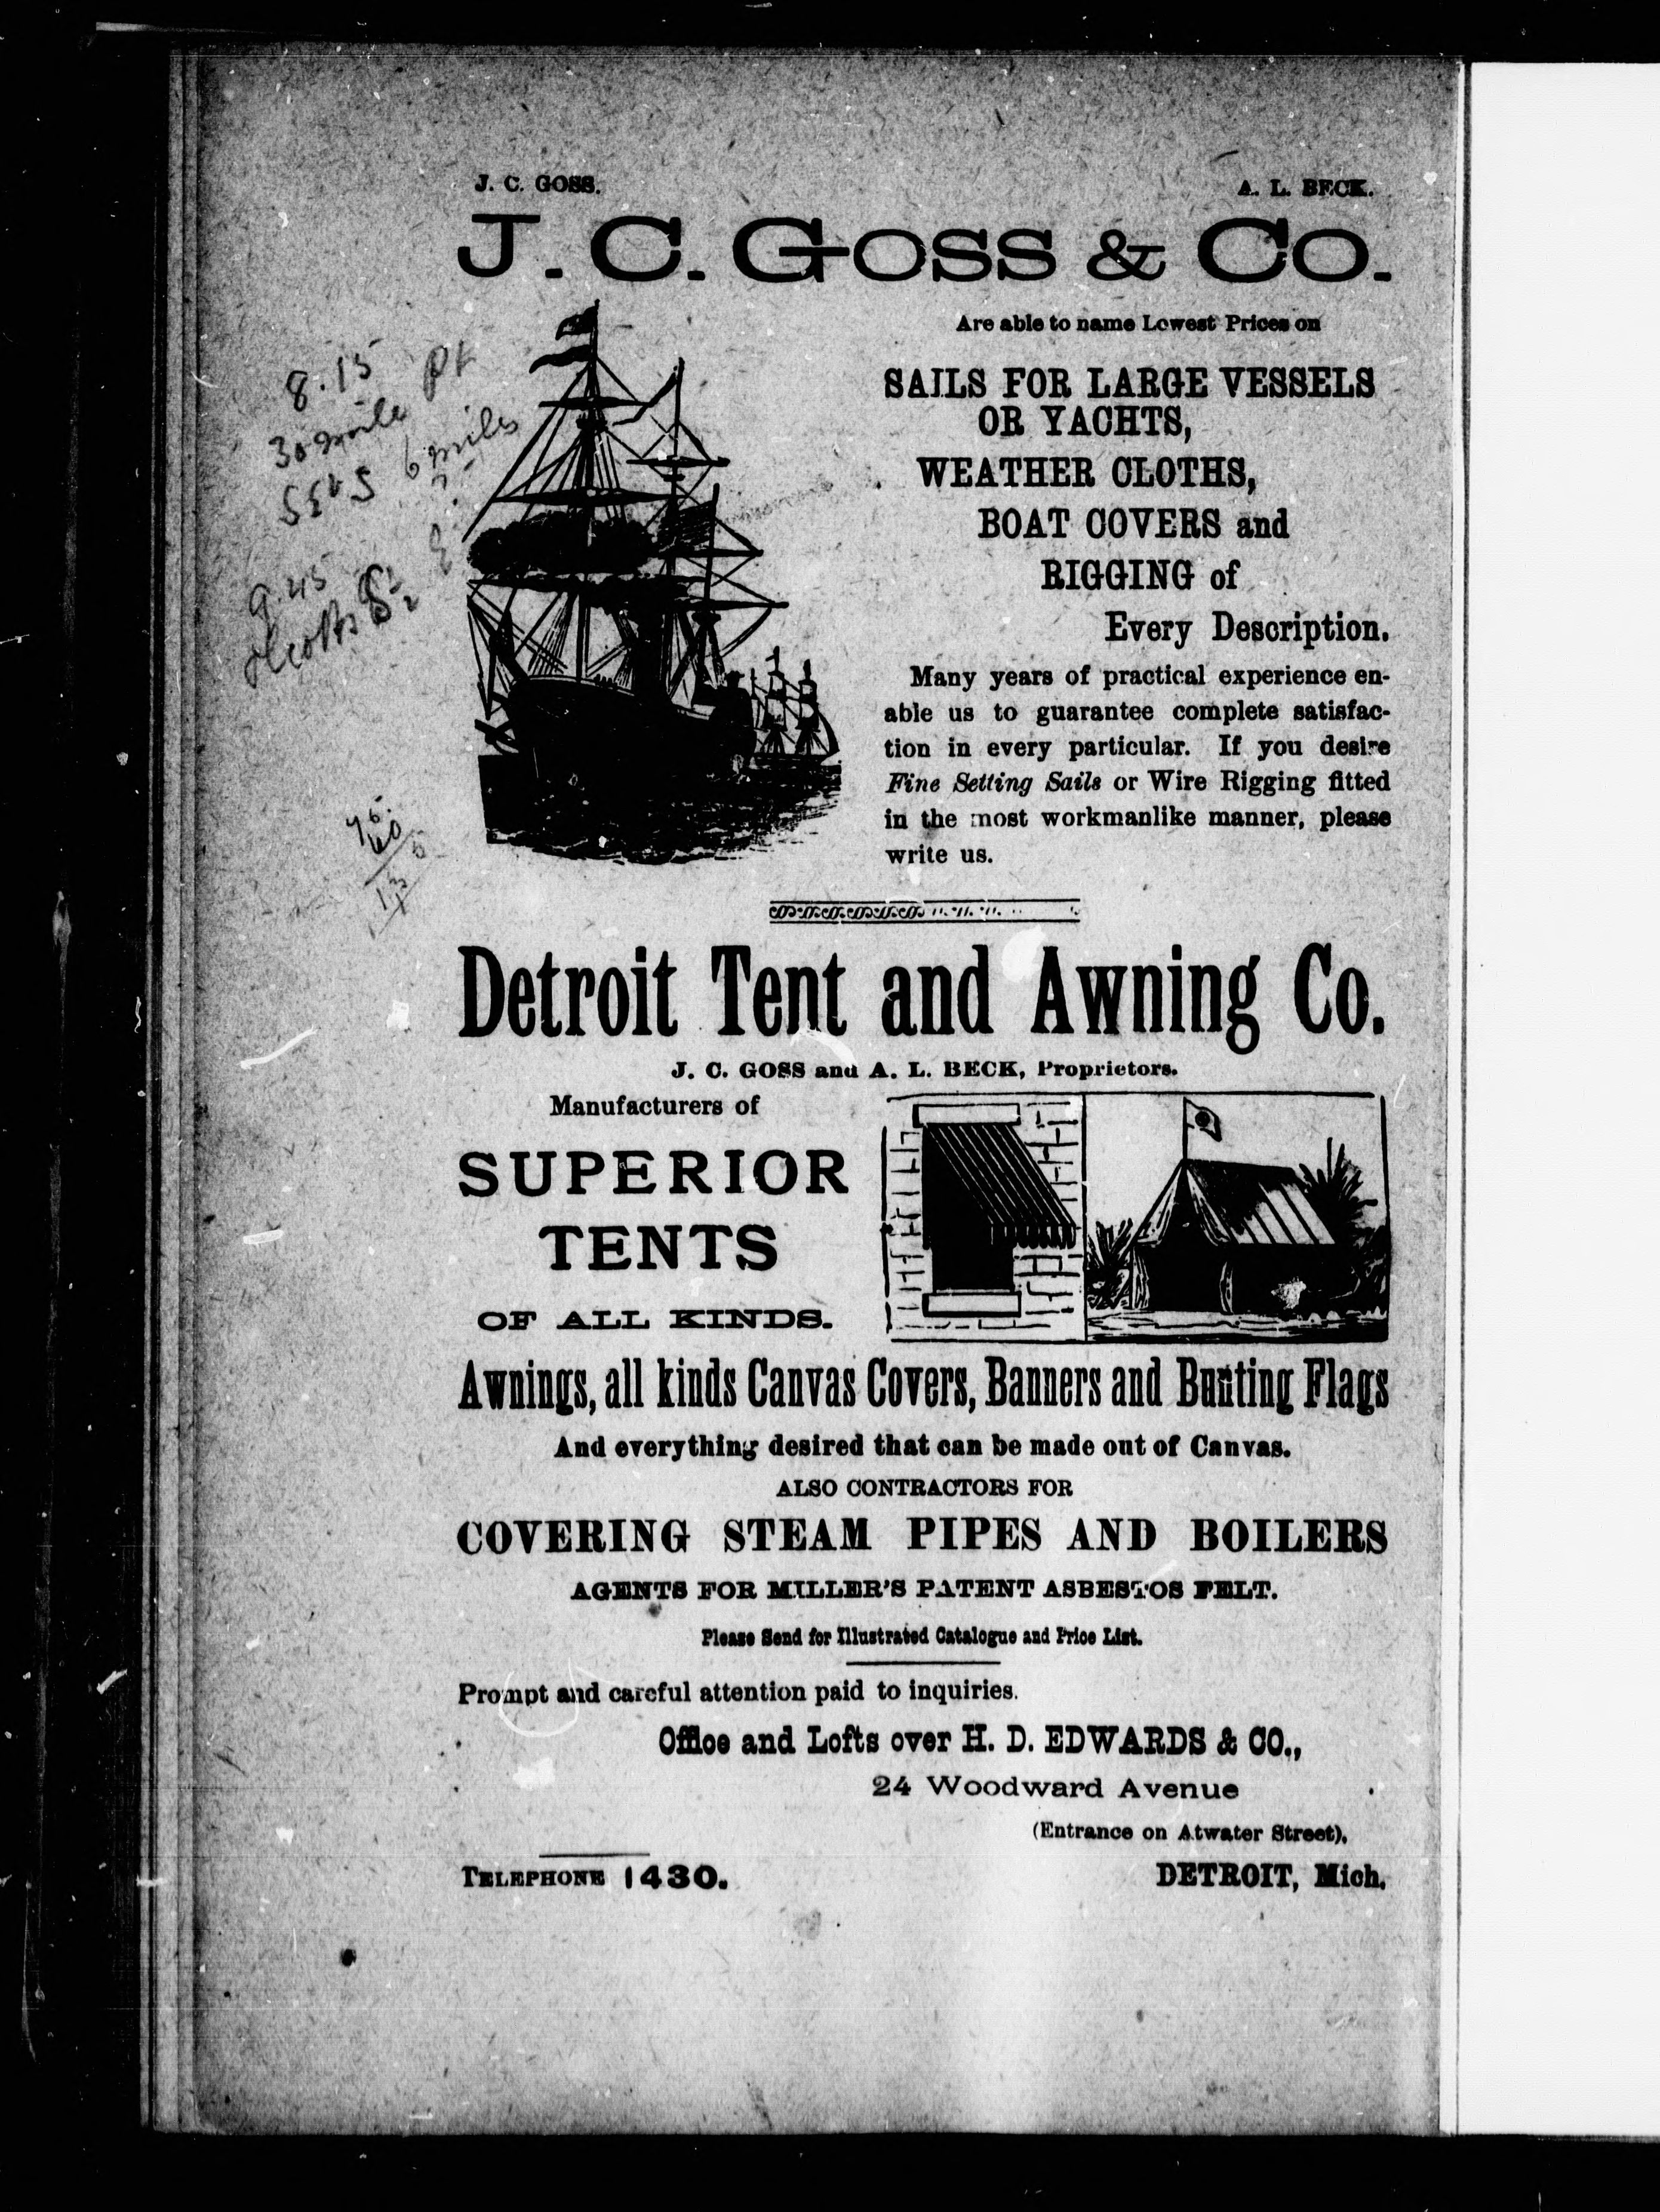 J. C. GOSS. A. L. BECK.
J. C. GOSS & CO.
Are able to name Lowest Prices on
SAILS FOR LARGE VESSELS
OR YACHTS,
WEATHER CLOTHS,
BOAT COVERS and
RIGGING of
Every Description.
Many years of practical experience en-
able us to guarantee complete satisfac-
tion in every particular. If you desire
Fine Setting Sails or Wire Rigging fitted
in the most workmanlike manner, please
write us.
8.15
30 mile Pt
6 miles
9.45
Detroit Tent and Awning Co.
J. C. GOSS and A. L. BECK, Proprietors.
Manufacturers of
SUPERIOR
TENTS
OF ALL KINDS.
Awnings, all kinds Canvas Covers, Banners and Bunting Flags
And everything desired that can be made out of Canvas.
ALSO CONTRACTORS FOR
COVERING STEAM PIPES AND BOILERS
AGENTS FOR MILLER'S PATENT ASBESTOS FELT.
Please Send for Illustrated Catalogue and Price List.
Prompt and careful attention paid to inquiries.
Office and Lofts over H. D. EDWARDS & CO.,
24 Woodward Avenue
(Entrance on Atwater Street).
TELEPHONE 1430. DETROIT, Mich.